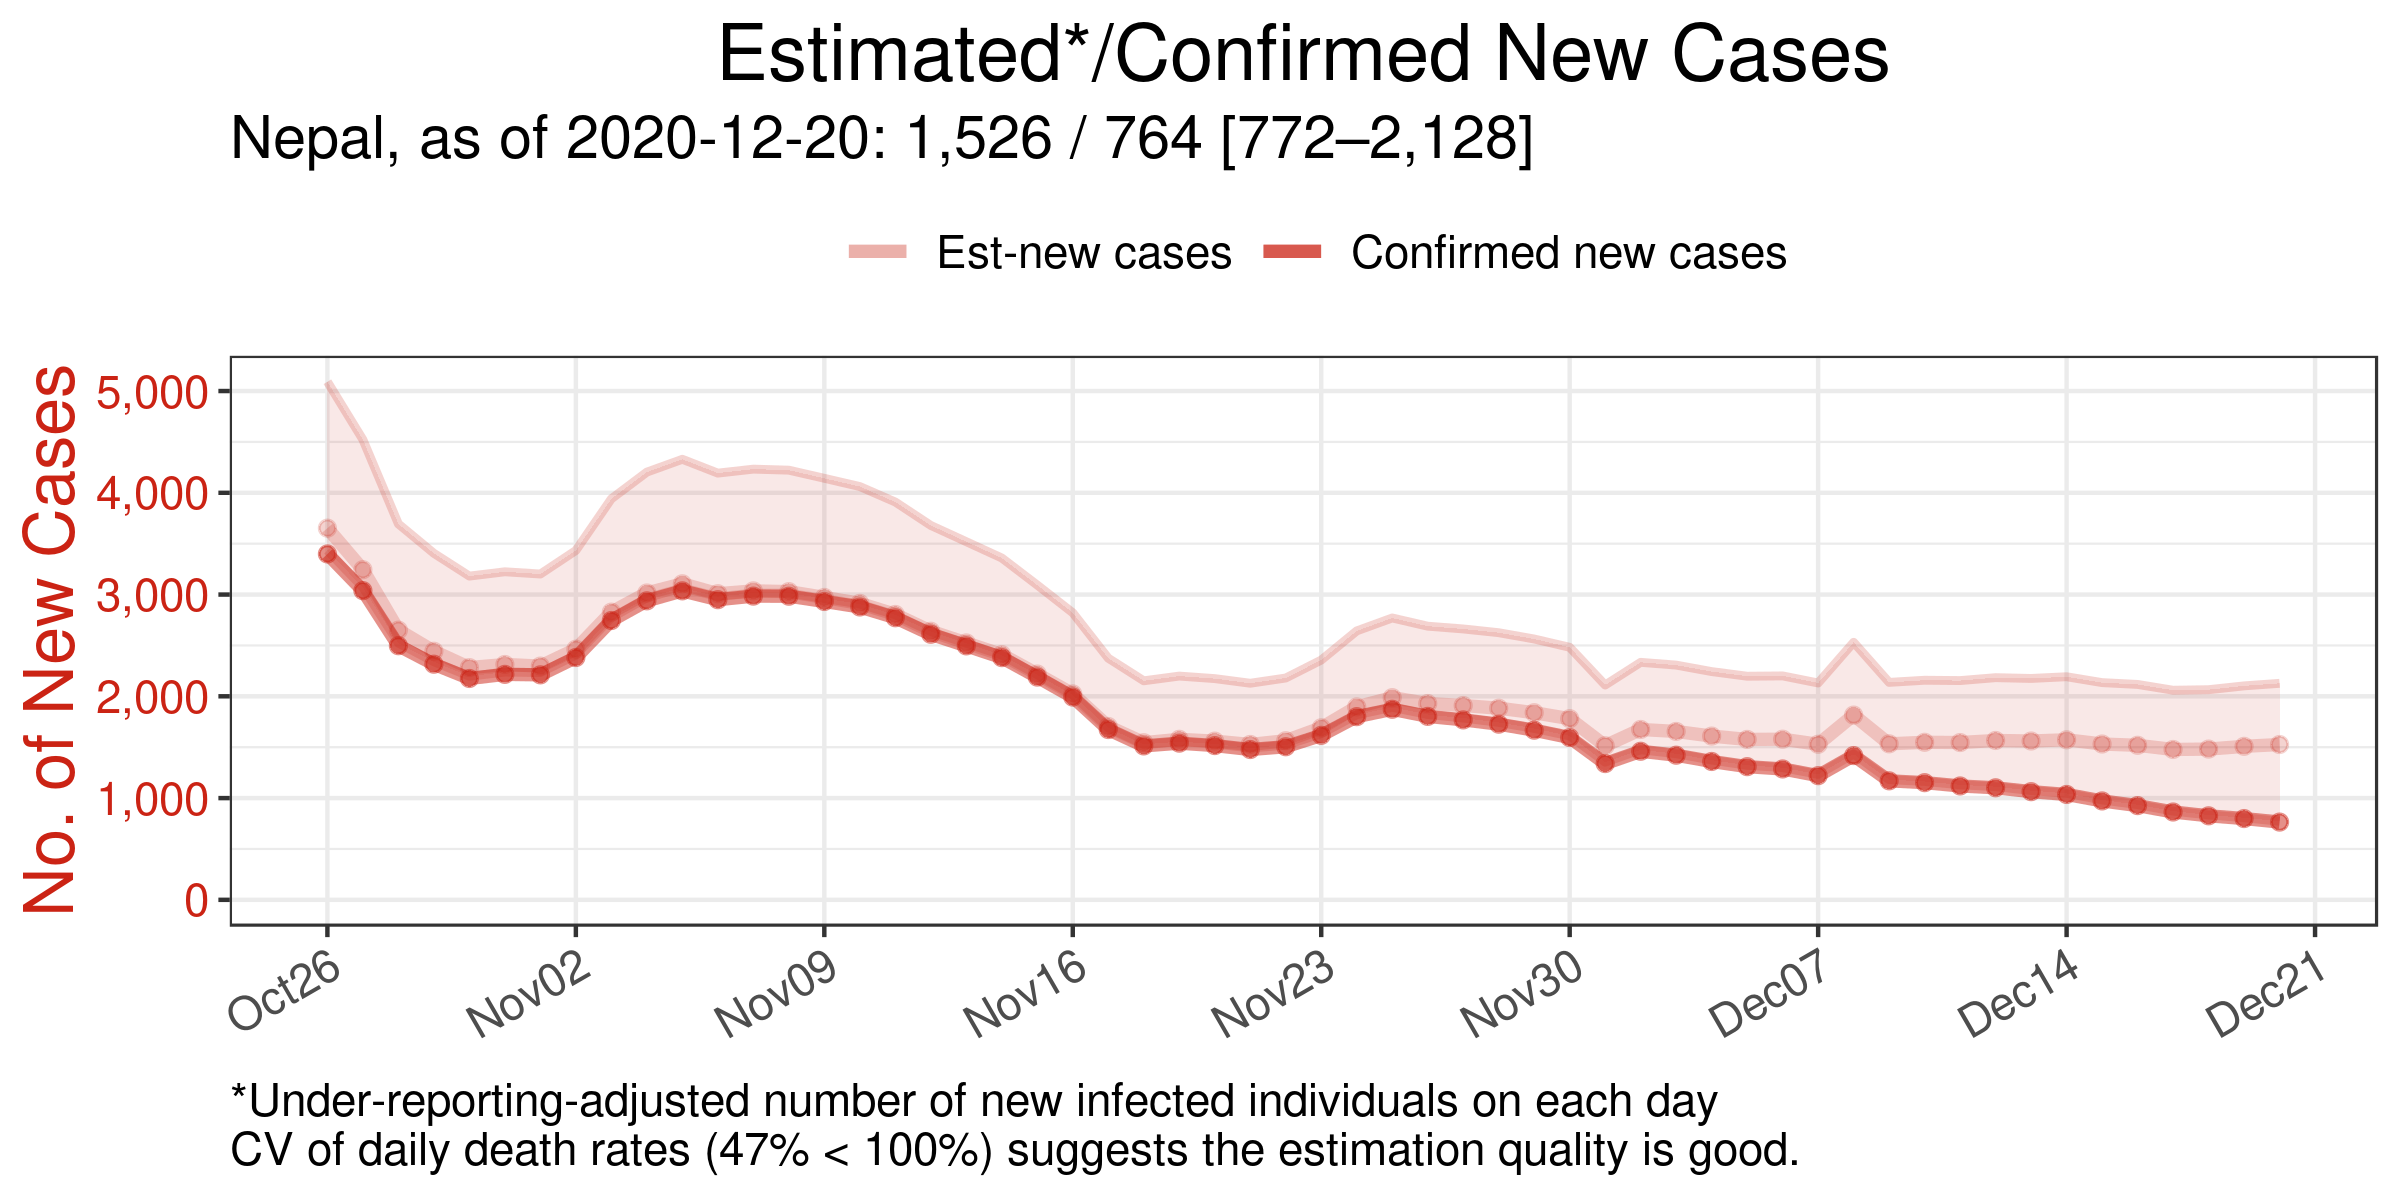 Estimated*/Confirmed New Cases
Nepal, as of 2020-12-20: 1,526 / 764 [772–2,128]
Est-new cases Confirmed new cases
No. of New Cases
5,000
4,000
3,000
2,000
1,000
0
Oct26 Nov02 Nov09 Nov16 Nov23 Nov30 Dec07 Dec14 Dec21
*Under-reporting-adjusted number of new infected individuals on each day
CV of daily death rates (47% < 100%) suggests the estimation quality is good.